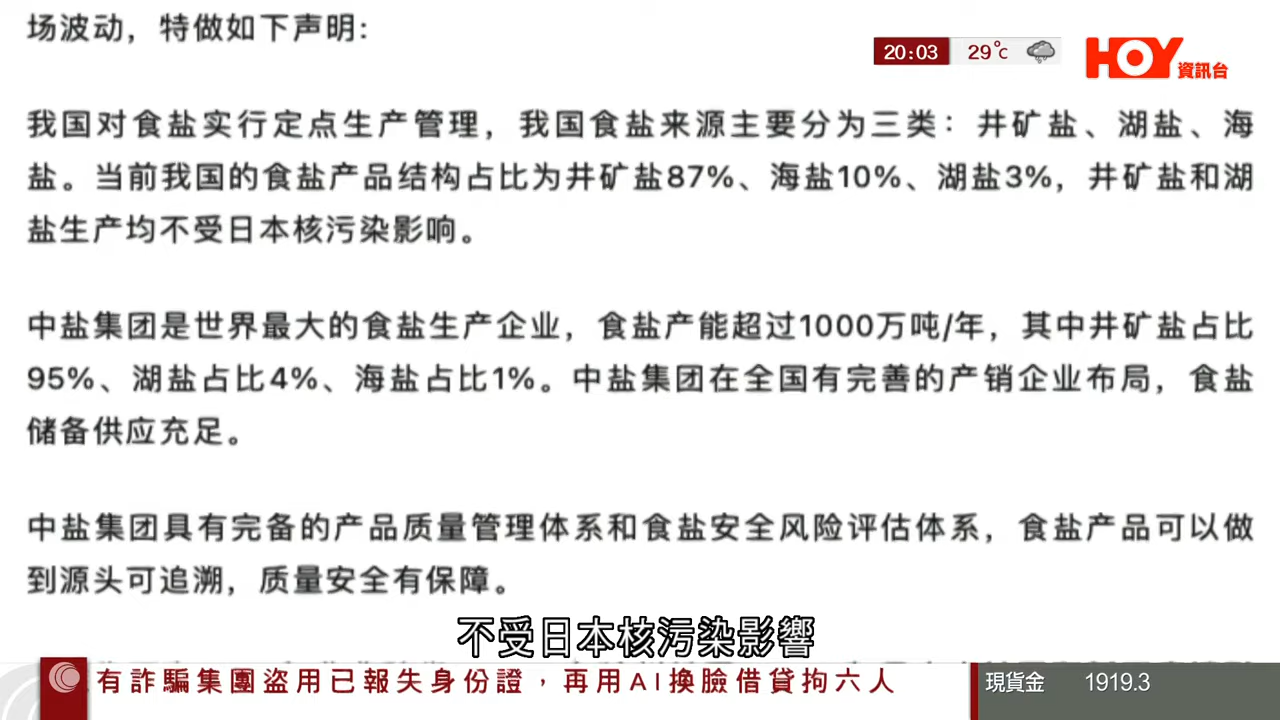 场波动，特做如下声明：
20:03 29℃ HOY 資訊台
我国对食盐实行定点生产管理，我国食盐来源主要分为三类：井矿盐、湖盐、海
盐。当前我国的食盐产品结构占比为井矿盐87%、海盐10%、湖盐3%，井矿盐和湖
盐生产均不受日本核污染影响。
中盐集团是世界最大的食盐生产企业，食盐产能超过1000万吨/年，其中井矿盐占比
95%、湖盐占比4%、海盐占比1%。中盐集团在全国有完善的产销企业布局，食盐
储备供应充足。
中盐集团具有完备的产品质量管理体系和食盐安全风险评估体系，食盐产品可以做
到源头可追溯，质量安全有保障。
不受日本核污染影響
有詐騙集團盜用已報失身份證，再用AI換臉借貸拘六人
現貨金 1919.3